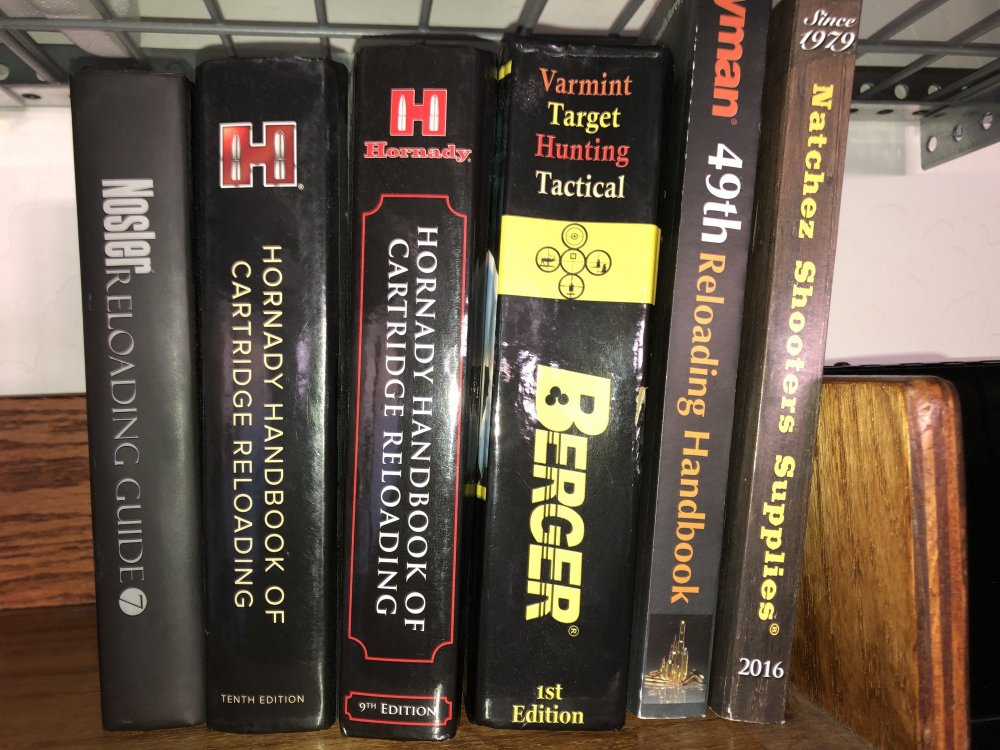 Nosler RELOADING GUIDE 7
H
HORNADY HANDBOOK OF
CARTRIDGE RELOADING
TENTH EDITION
H
Hornady
HORNADY HANDBOOK OF
CARTRIDGE RELOADING
9TH EDITION
Varmint
Target
Hunting
Tactical
BERGER®
1st
Edition
yman® 49th Reloading Handbook
Since
1979
Natchez Shooters Supplies®
2016